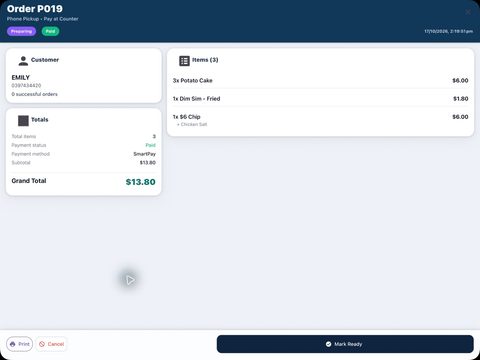 Order P019
Phone Pickup • Pay at Counter
Preparing
Paid
17/10/2026, 2:19:51 pm
Customer
EMILY
0397434420
0 successful orders
Totals
Total items 3
Payment status Paid
Payment method SmartPay
Subtotal $13.80
Grand Total $13.80
Items (3)
3x Potato Cake $6.00
1x Dim Sim - Fried $1.80
1x $6 Chip $6.00
+ Chicken Salt
Print
Cancel
Mark Ready